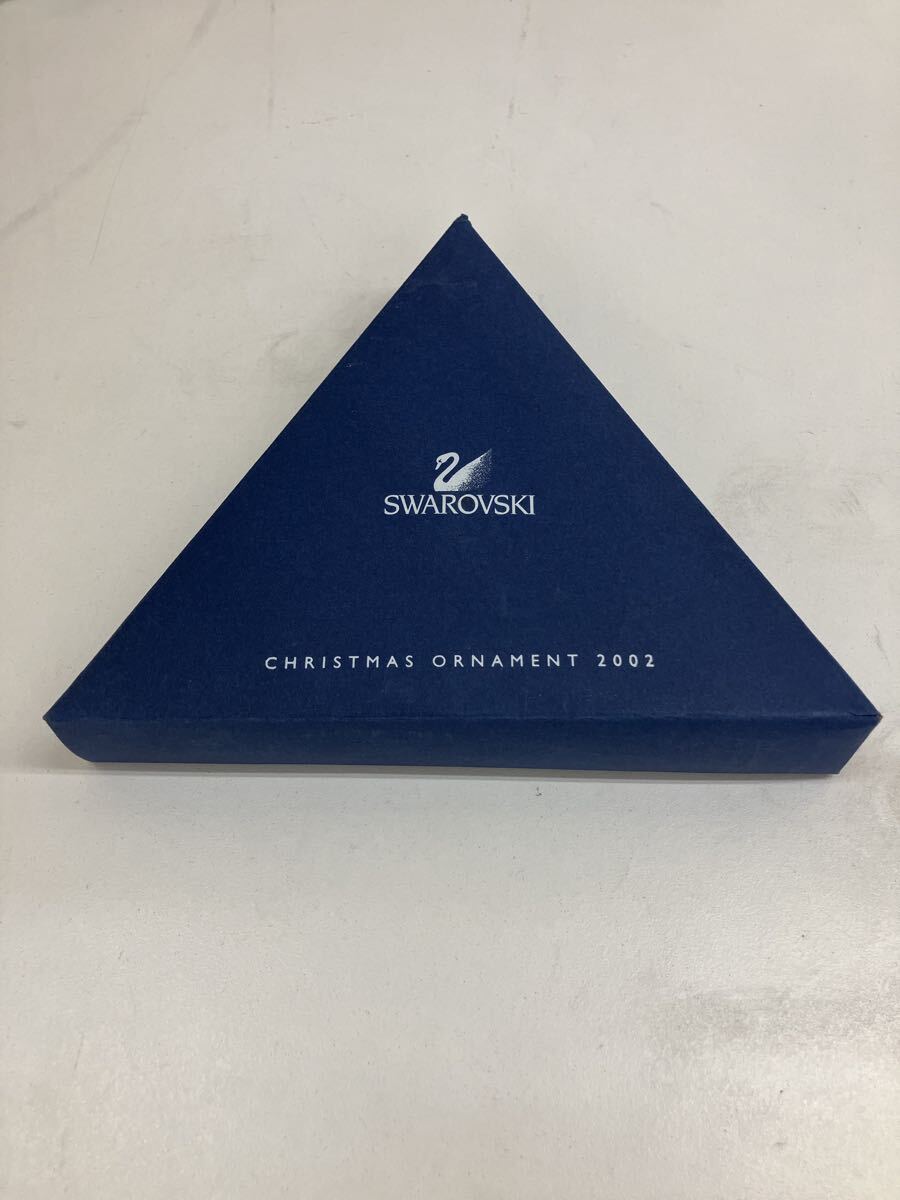 SWAROVSKI
CHRISTMAS ORNAMENT 2002